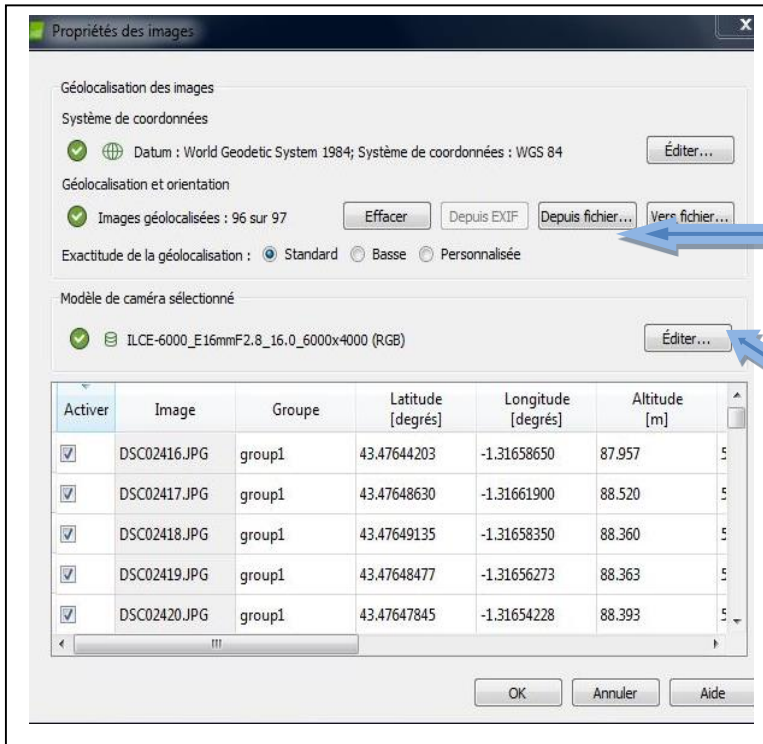 Propriétés des images
x
Géolocalisation des images
Système de coordonnées
Datum : World Geodetic System 1984; Système de coordonnées : WGS 84 Éditer...
Géolocalisation et orientation
Images géolocalisées : 96 sur 97 Effacer Depuis EXIF Depuis fichier... Vers fichier...
Exactitude de la géolocalisation : Standard Basse Personnalisée
Modèle de caméra sélectionné
ILCE-6000_E16mmF2.8_16.0_6000x4000 (RGB) Éditer...
Activer Image Groupe Latitude [degrés] Longitude [degrés] Altitude [m]
DSC02416.JPG group1 43.47644203 -1.31658650 87.957 5
DSC02417.JPG group1 43.47648630 -1.31661900 88.520 5
DSC02418.JPG group1 43.47649135 -1.31658350 88.360 5
DSC02419.JPG group1 43.47648477 -1.31656273 88.363 5
DSC02420.JPG group1 43.47647845 -1.31654228 88.393 5
OK Annuler Aide